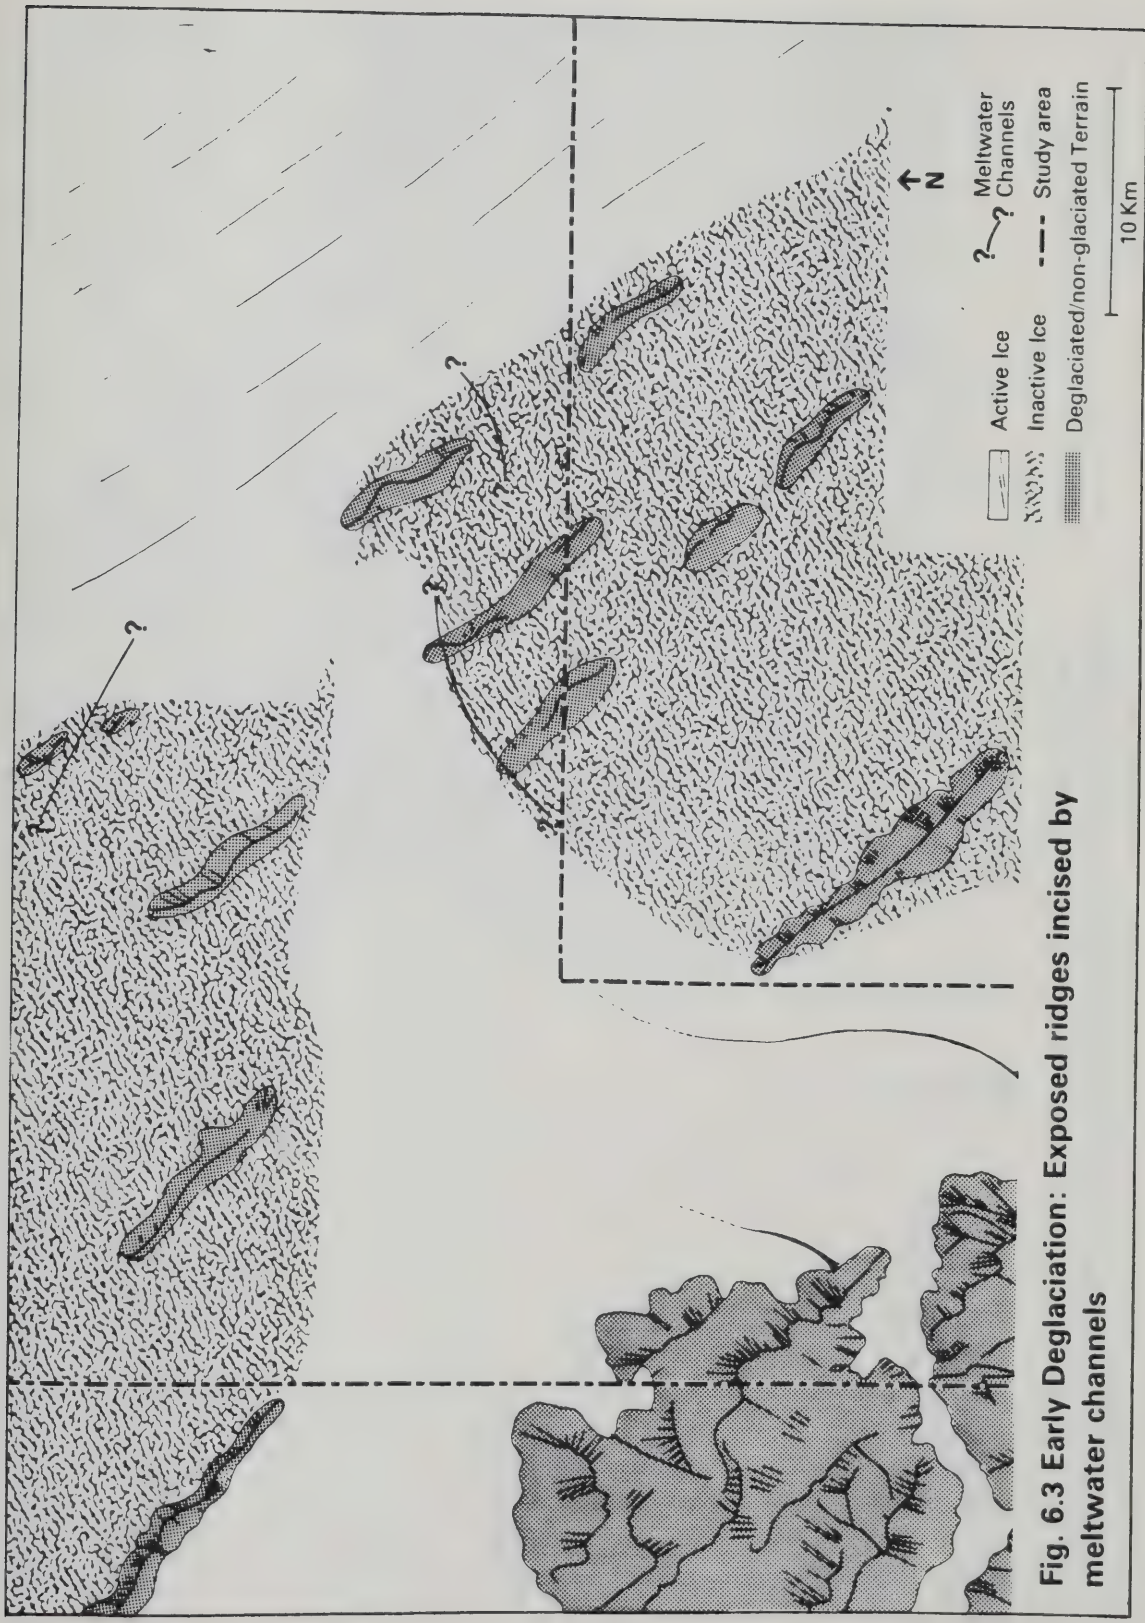 ?
?
?
?
?
?
?
N
Active Ice
Inactive Ice
Deglaciated/non-glaciated Terrain
?
?
Meltwater
Channels
Study area
10 Km
Fig. 6.3 Early Deglaciation: Exposed ridges incised by
meltwater channels